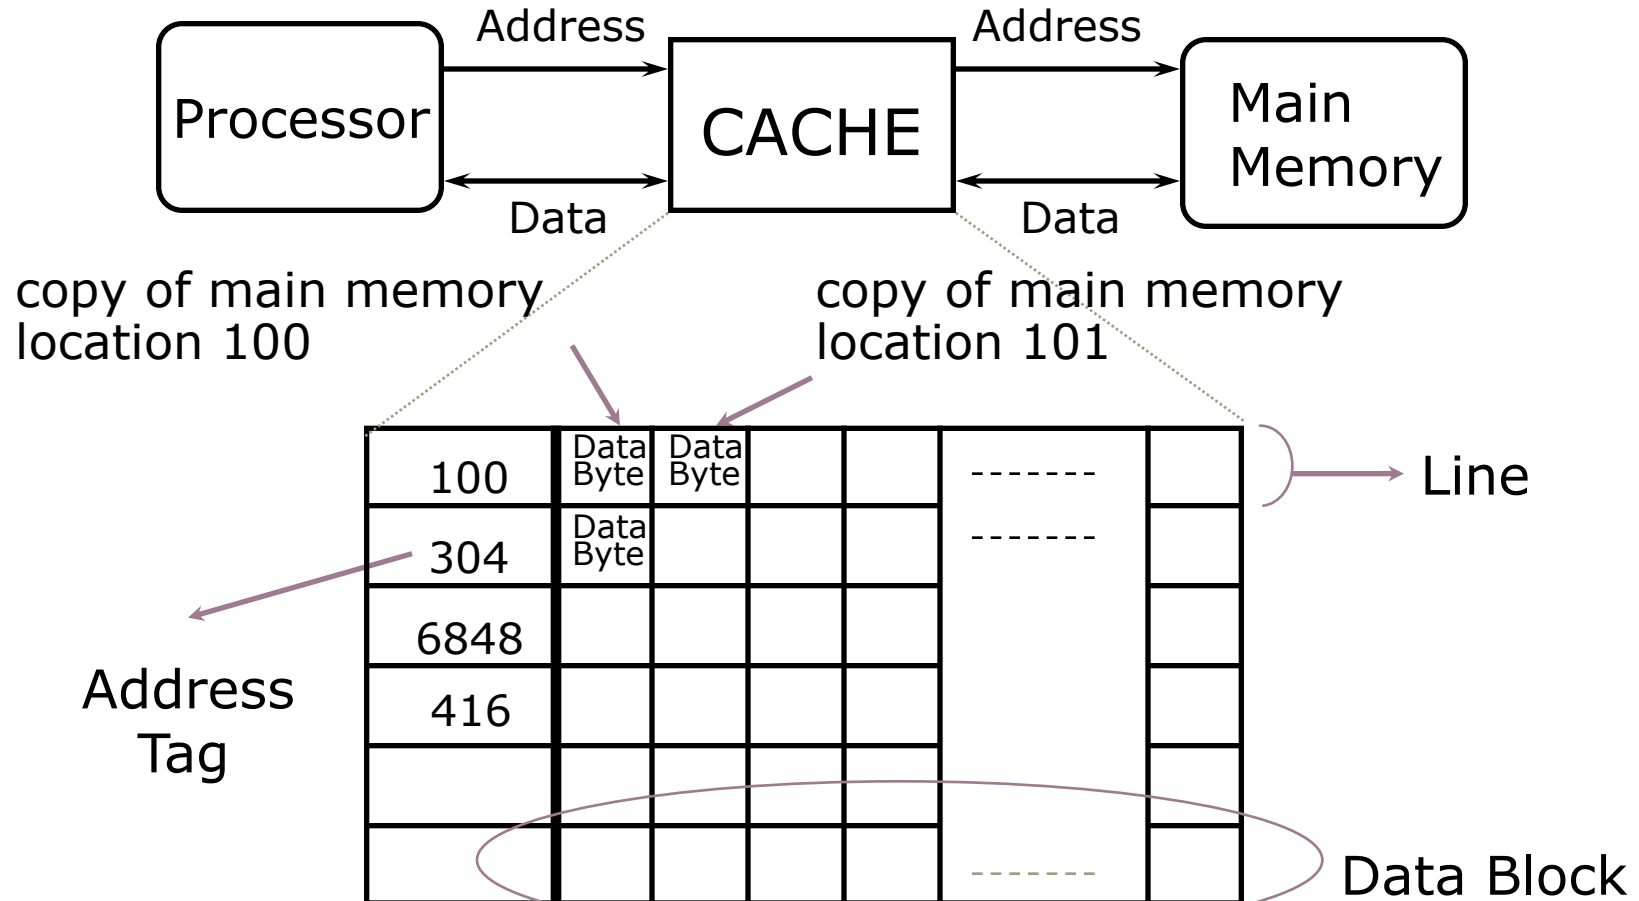 Address
Address
Processor
CACHE
Main
Memory
Data
Data
copy of main memory
location 100
copy of main memory
location 101
100
Data
Byte
Data
Byte
-------
Line
304
Data
Byte
-------
6848
416
Address
Tag
-------
Data Block